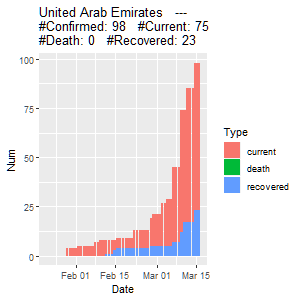 United Arab Emirates   ---
#Confirmed: 98   #Current: 75
#Death: 0   #Recovered: 23
100
75
50
25
0
Num
Feb 01
Feb 15
Mar 01
Mar 15
Date
Type
current
death
recovered